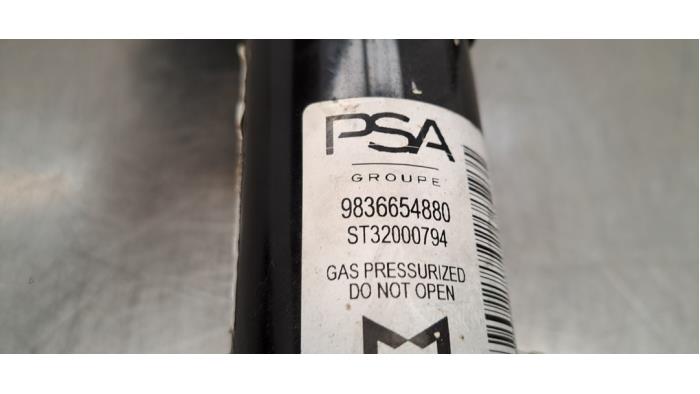 PSA
GROUPE
9836654880
ST32000794
GAS PRESSURIZED
DO NOT OPEN